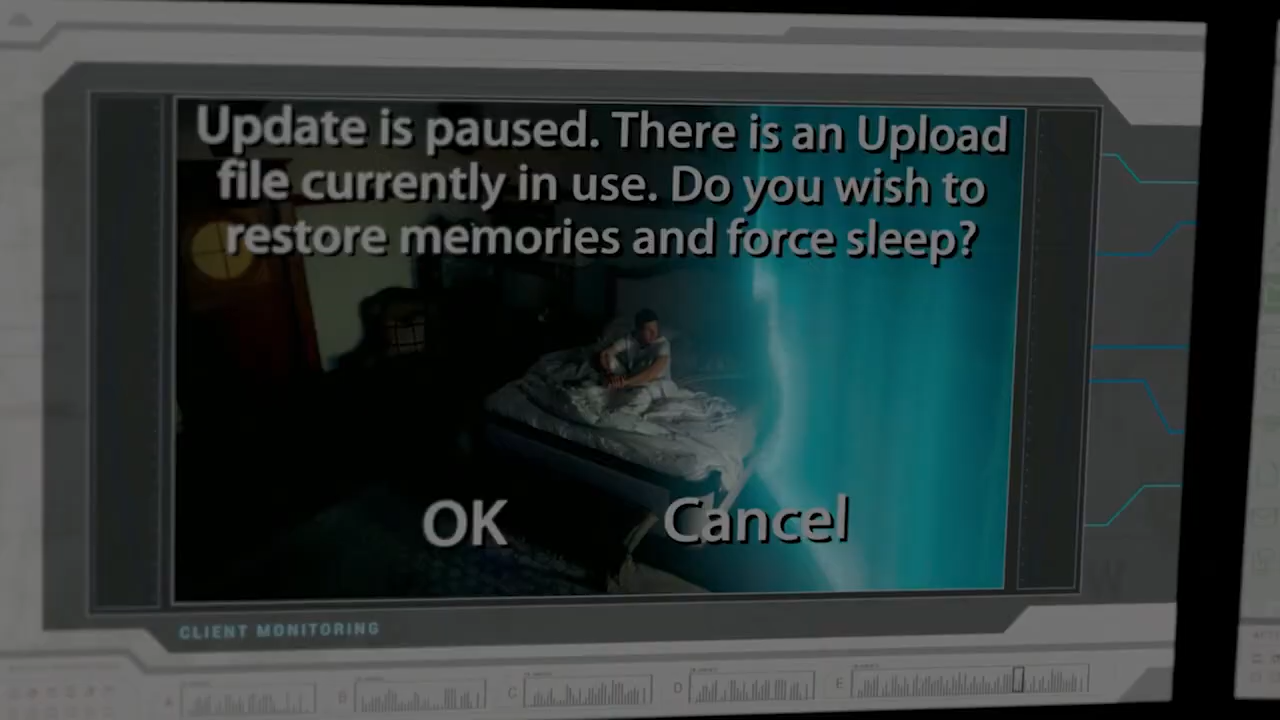 Update is paused. There is an Upload
file currently in use. Do you wish to
restore memories and force sleep?
OK Cancel
CLIENT MONITORING
A B C D E